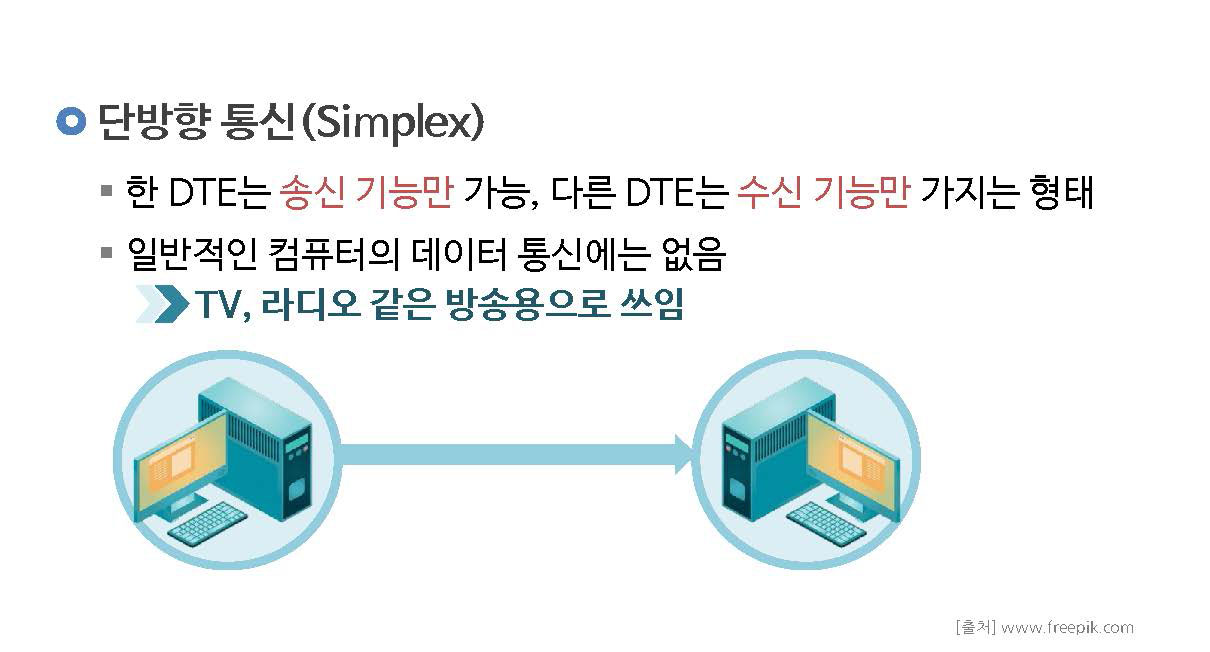 단방향 통신(Simplex)
한 DTE는 송신 기능만 가능, 다른 DTE는 수신 기능만 가지는 형태
일반적인 컴퓨터의 데이터 통신에는 없음
TV, 라디오 같은 방송용으로 쓰임
[출처] www.freepik.com